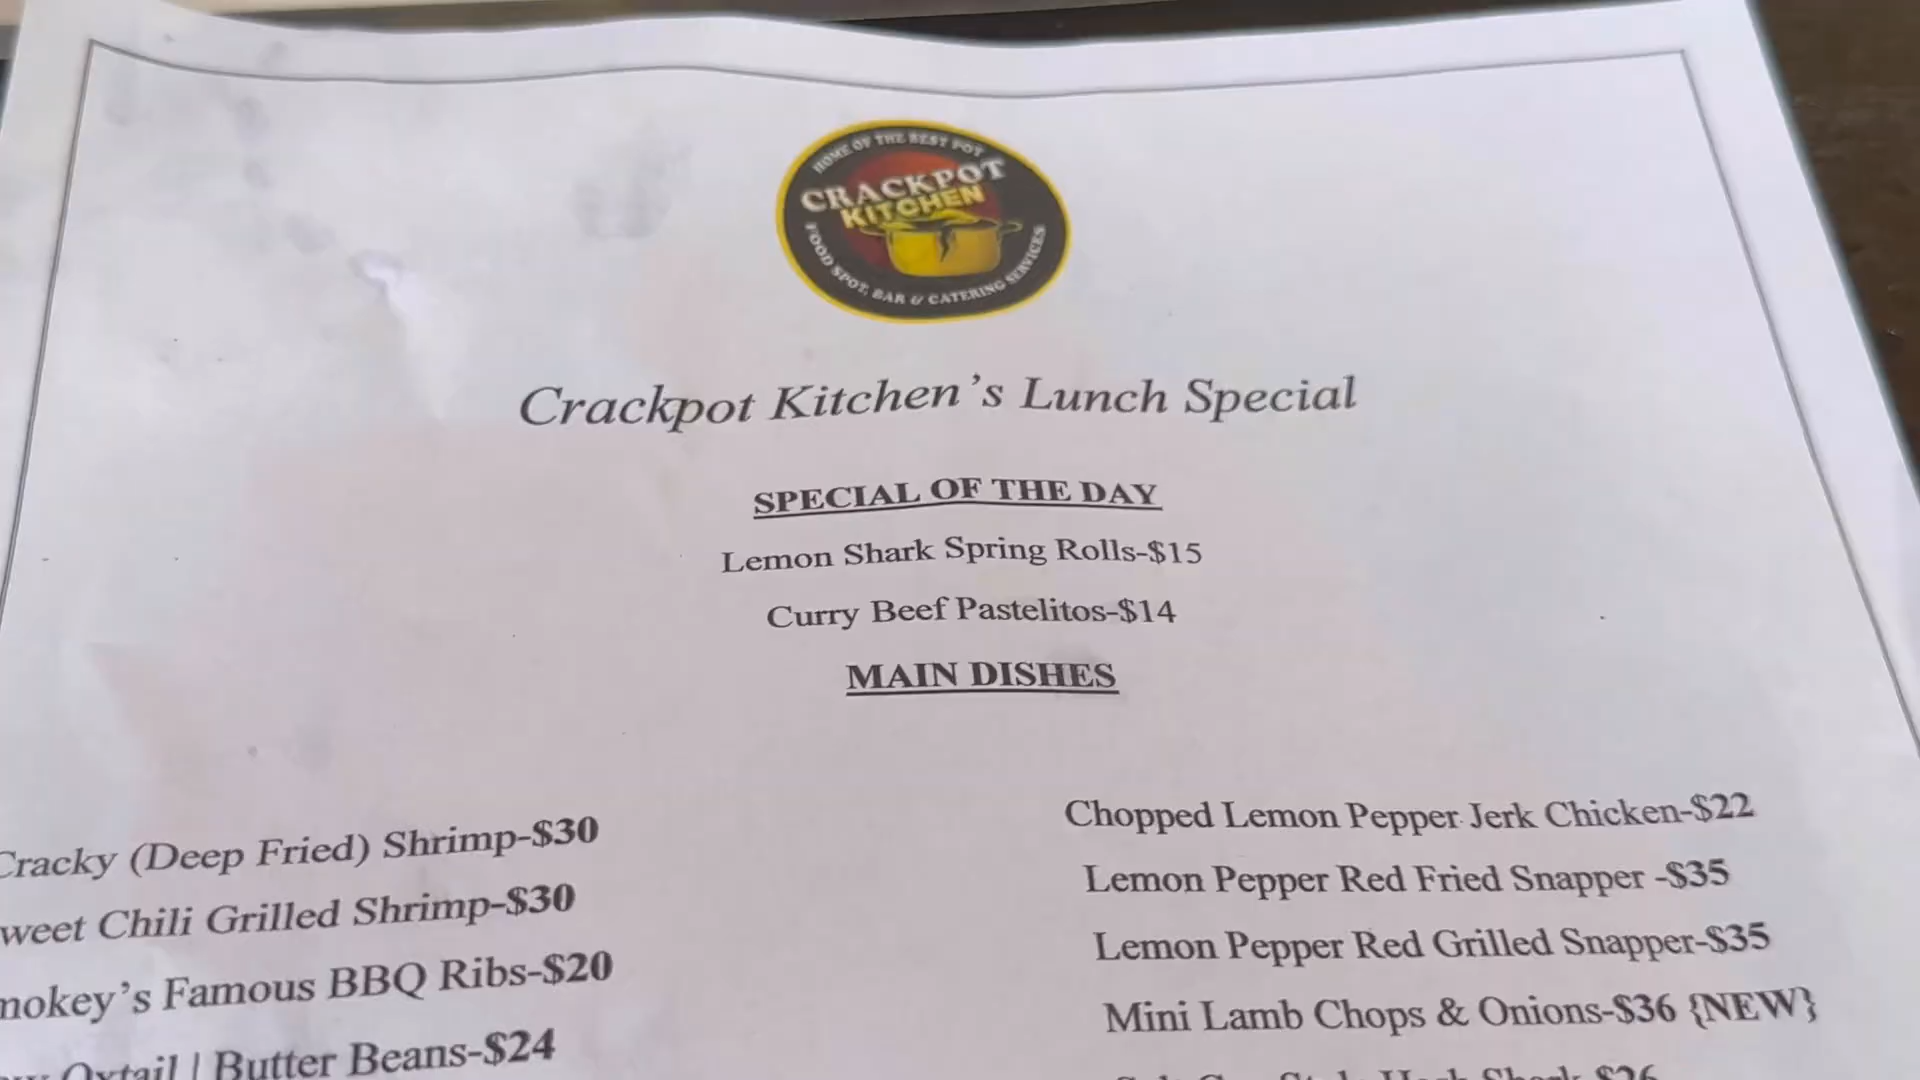 HOME OF THE BEST POT
CRACKPOT
KITCHEN
FOOD SPOT, BAR & CATERING SERVICES
Crackpot Kitchen's Lunch Special
SPECIAL OF THE DAY
Lemon Shark Spring Rolls-$15
Curry Beef Pastelitos-$14
MAIN DISHES
Cracky (Deep Fried) Shrimp-$30
weet Chili Grilled Shrimp-$30
mokey's Famous BBQ Ribs-$20
Oxtail | Butter Beans-$24
Chopped Lemon Pepper Jerk Chicken-$22
Lemon Pepper Red Fried Snapper -$35
Lemon Pepper Red Grilled Snapper-$35
Mini Lamb Chops & Onions-$36 {NEW}